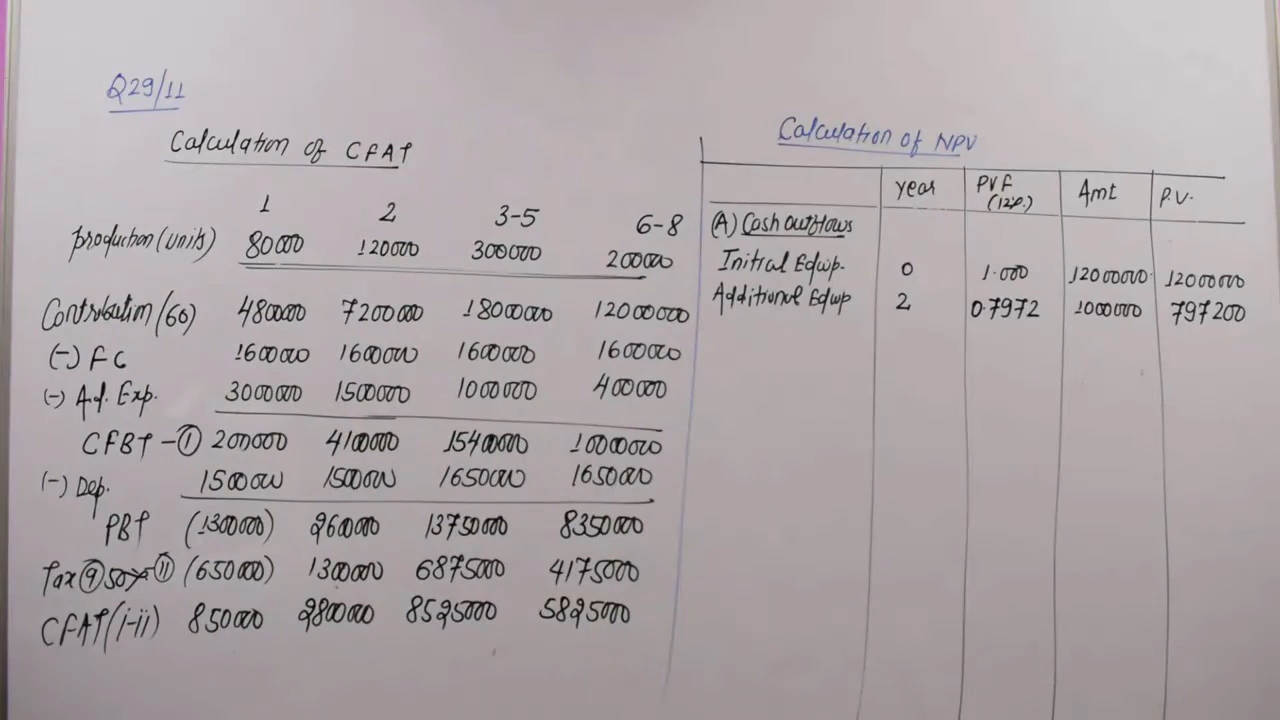 Q29/11
Calculation of CFAT
1 2 3-5 6-8
production (units) 80000 120000 300000 200000
Contribution (60) 4800000 7200000 18000000 12000000
(-) FC 1600000 1600000 1600000 1600000
(-) Ad. Exp. 3000000 1500000 1000000 400000
CFBT - (i) 200000 4100000 15400000 10000000
(-) Dep. 1500000 1500000 1650000 1650000
PBT (1300000) 2600000 13750000 8350000
Tax @ 50% - (ii) (650000) 1300000 6875000 4175000
CFAT (i-ii) 850000 2800000 8525000 5825000
Calculation of NPV
year PVF (12%) Amt P.V.
(A) Cash outflows
Initial Equip. 0 1.000 12000000 12000000
Additional Equip 2 0.7972 1000000 797200